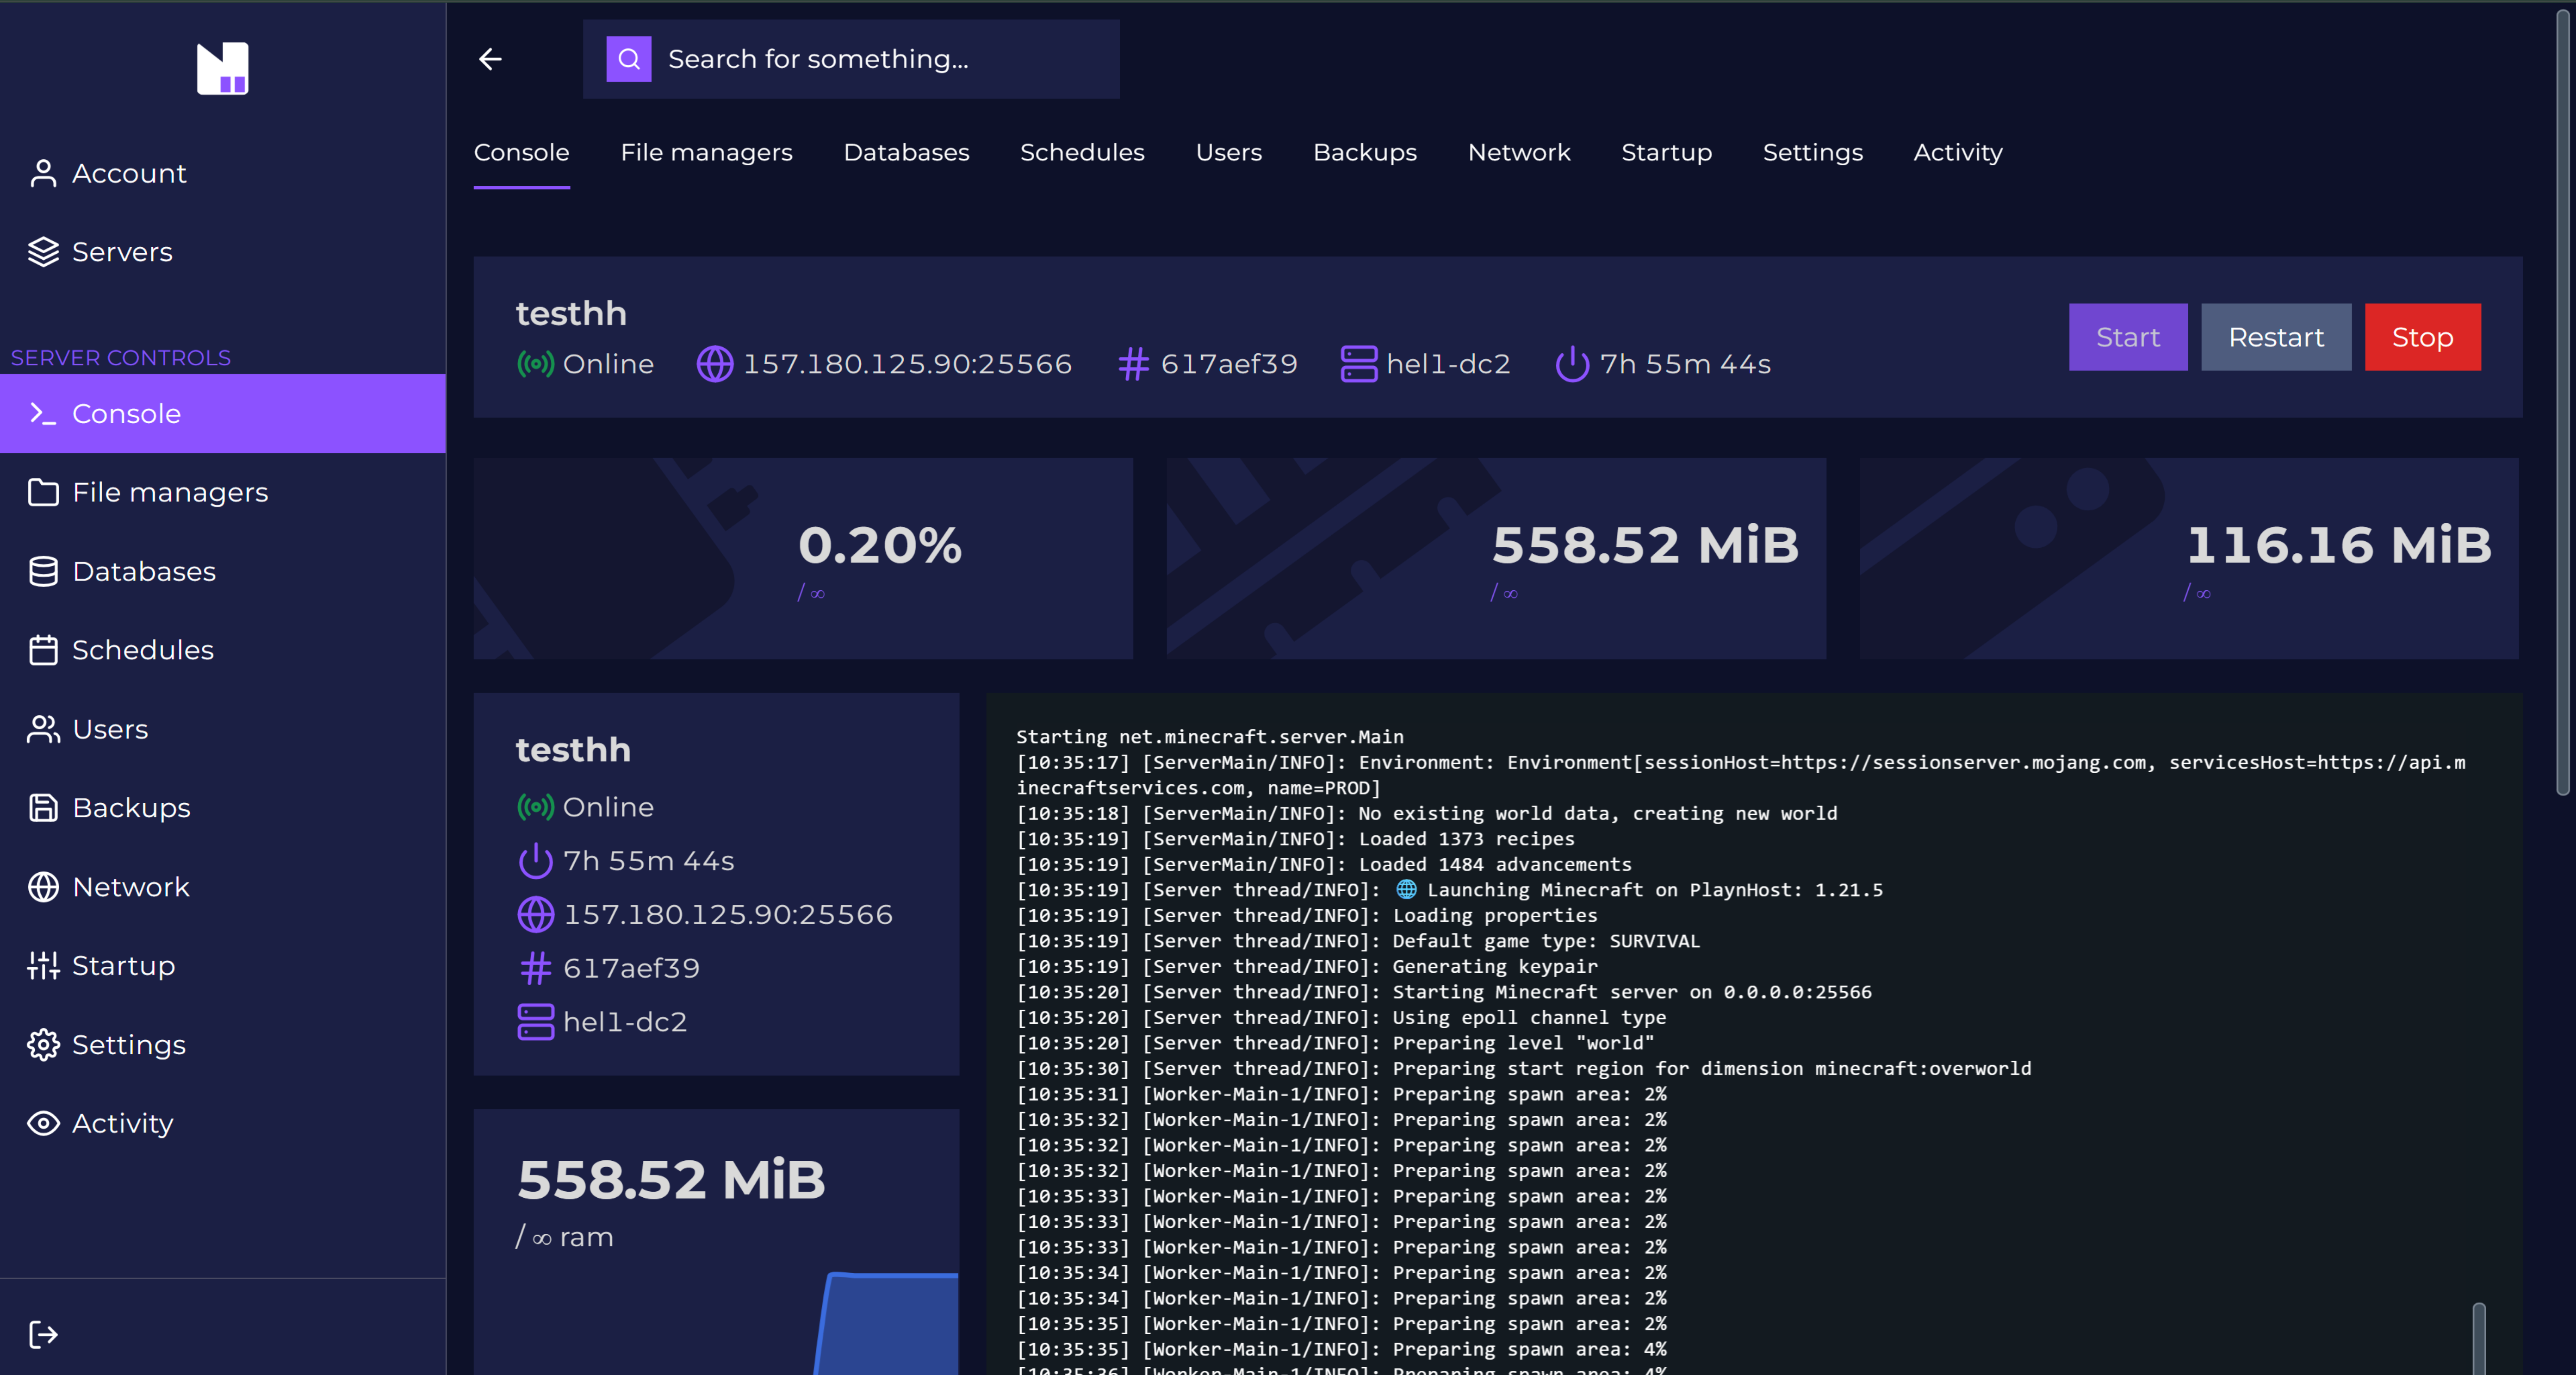 Search for something...
Account
Servers
SERVER CONTROLS
Console
File managers
Databases
Schedules
Users
Backups
Network
Startup
Settings
Activity
Console File managers Databases Schedules Users Backups Network Startup Settings Activity
testhh
Online 157.180.125.90:25566 617aef39 hel1-dc2 7h 55m 44s
Start Restart Stop
0.20%
/ ∞
558.52 MiB
/ ∞
116.16 MiB
/ ∞
testhh
Online
7h 55m 44s
157.180.125.90:25566
617aef39
hel1-dc2
558.52 MiB
/ ∞ ram
Starting net.minecraft.server.Main
[10:35:17] [ServerMain/INFO]: Environment: Environment[sessionHost=https://sessionserver.mojang.com, servicesHost=https://api.m
inecraftservices.com, name=PROD]
[10:35:18] [ServerMain/INFO]: No existing world data, creating new world
[10:35:19] [ServerMain/INFO]: Loaded 1373 recipes
[10:35:19] [ServerMain/INFO]: Loaded 1484 advancements
[10:35:19] [Server thread/INFO]: 🌐 Launching Minecraft on PlaynHost: 1.21.5
[10:35:19] [Server thread/INFO]: Loading properties
[10:35:19] [Server thread/INFO]: Default game type: SURVIVAL
[10:35:19] [Server thread/INFO]: Generating keypair
[10:35:20] [Server thread/INFO]: Starting Minecraft server on 0.0.0.0:25566
[10:35:20] [Server thread/INFO]: Using epoll channel type
[10:35:20] [Server thread/INFO]: Preparing level "world"
[10:35:30] [Server thread/INFO]: Preparing start region for dimension minecraft:overworld
[10:35:31] [Worker-Main-1/INFO]: Preparing spawn area: 2%
[10:35:32] [Worker-Main-1/INFO]: Preparing spawn area: 2%
[10:35:32] [Worker-Main-1/INFO]: Preparing spawn area: 2%
[10:35:32] [Worker-Main-1/INFO]: Preparing spawn area: 2%
[10:35:33] [Worker-Main-1/INFO]: Preparing spawn area: 2%
[10:35:33] [Worker-Main-1/INFO]: Preparing spawn area: 2%
[10:35:33] [Worker-Main-1/INFO]: Preparing spawn area: 2%
[10:35:34] [Worker-Main-1/INFO]: Preparing spawn area: 2%
[10:35:34] [Worker-Main-1/INFO]: Preparing spawn area: 2%
[10:35:35] [Worker-Main-1/INFO]: Preparing spawn area: 2%
[10:35:35] [Worker-Main-1/INFO]: Preparing spawn area: 4%
[10:35:36] [Worker-Main-1/INFO]: Preparing spawn area: 4%